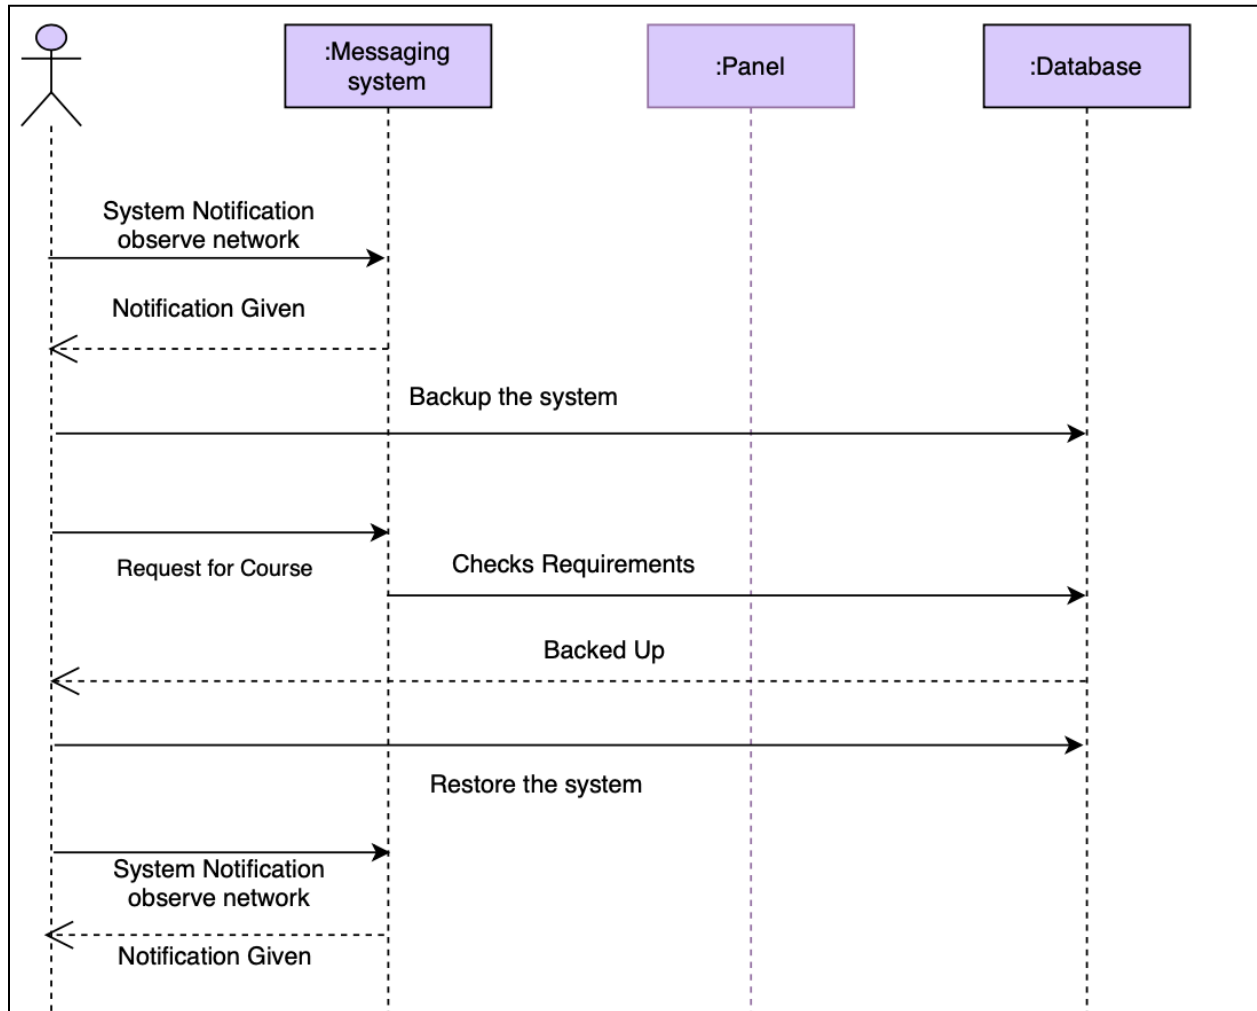 :Messaging
system
:Panel
:Database
System Notification
observe network
Notification Given
Backup the system
Request for Course
Checks Requirements
Backed Up
Restore the system
System Notification
observe network
Notification Given